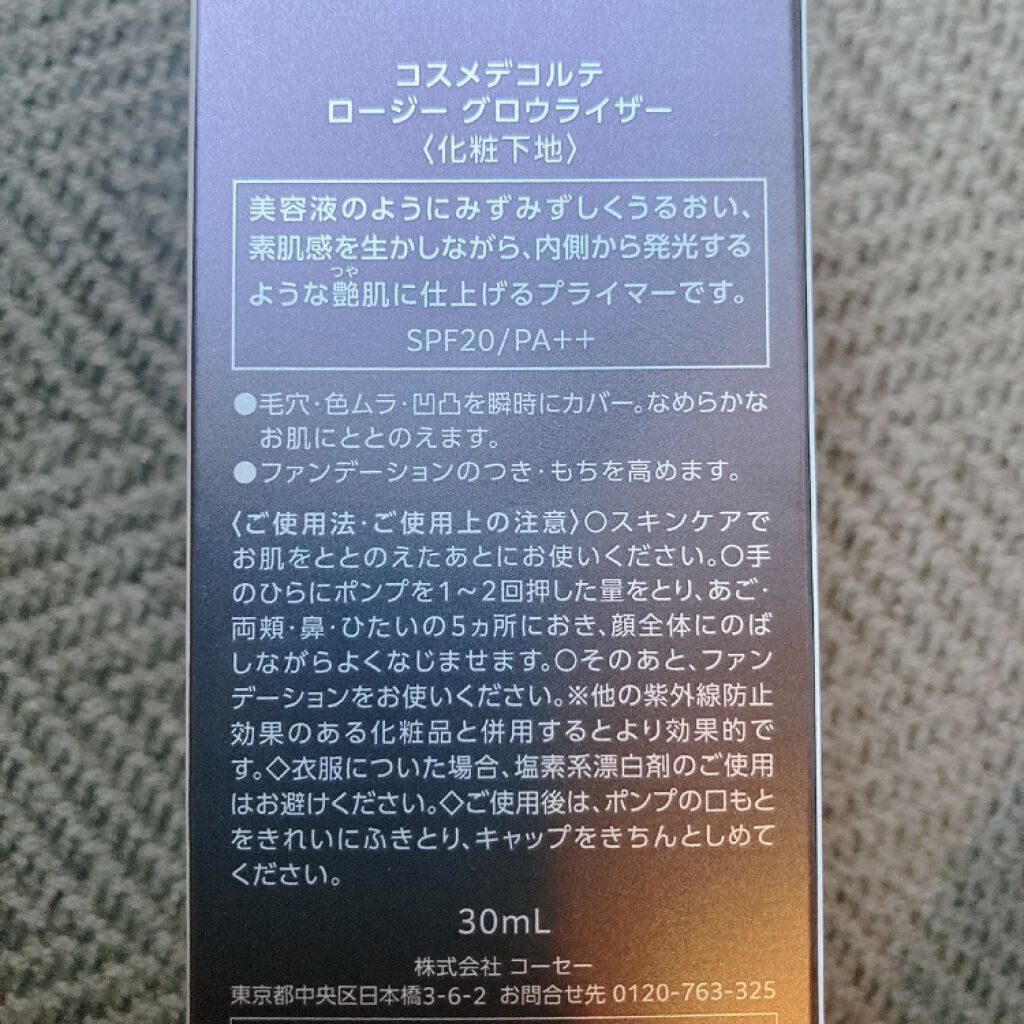 コスメデコルテ
ロージー グロウライザー
〈化粧下地〉
美容液のようにみずみずしくうるおい、
素肌感を生かしながら、内側から発光する
つや
ような艶肌に仕上げるプライマーです。
SPF20/PA++
●毛穴・色ムラ・凹凸を瞬時にカバー。なめらかな
お肌にととのえます。
●ファンデーションのつき・もちを高めます。
〈ご使用法・ご使用上の注意〉〇スキンケアで
お肌をととのえたあとにお使いください。〇手
のひらにポンプを1～2回押した量をとり、あご・
両頬・鼻・ひたいの5ヵ所におき、顔全体にのば
しながらよくなじませます。〇そのあと、ファン
デーションをお使いください。※他の紫外線防止
効果のある化粧品と併用するとより効果的で
す。◇衣服についた場合、塩素系漂白剤のご使用
はお避けください。◇ご使用後は、ポンプの口もと
をきれいにふきとり、キャップをきちんとしめて
ください。
30mL
株式会社 コーセー
東京都中央区日本橋3-6-2 お問合せ先 0120-763-325